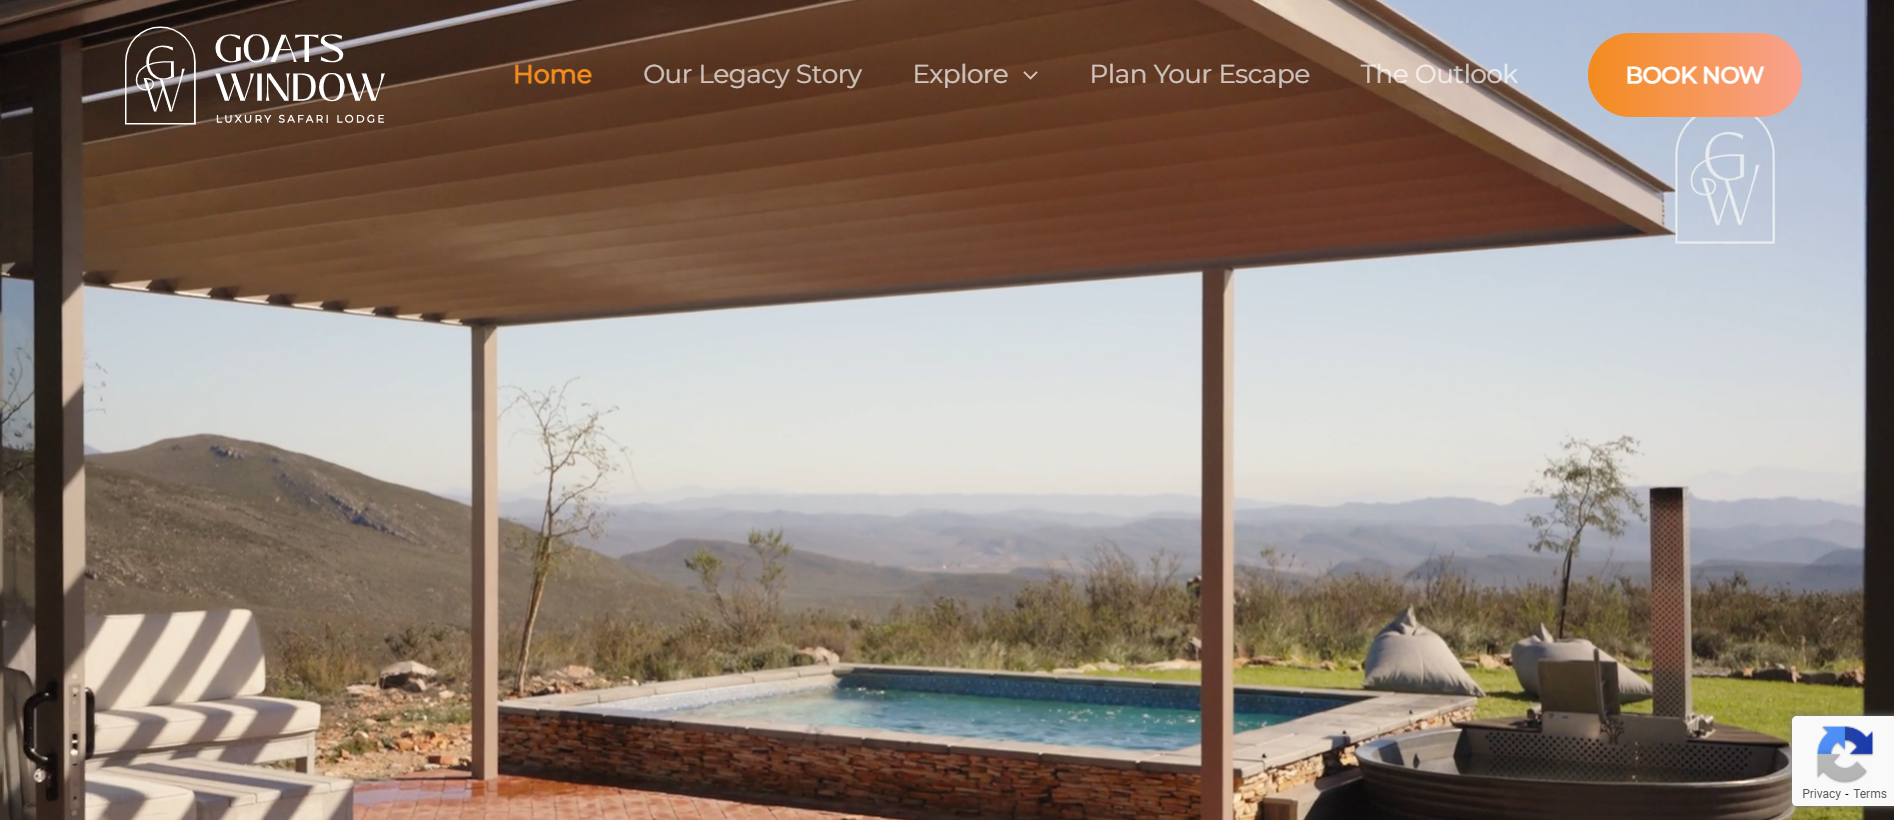 GOATS
WINDOW
LUXURY SAFARI LODGE
GW
Home
Our Legacy Story
Explore
Plan Your Escape
The Outlook
BOOK NOW
GW
Privacy - Terms